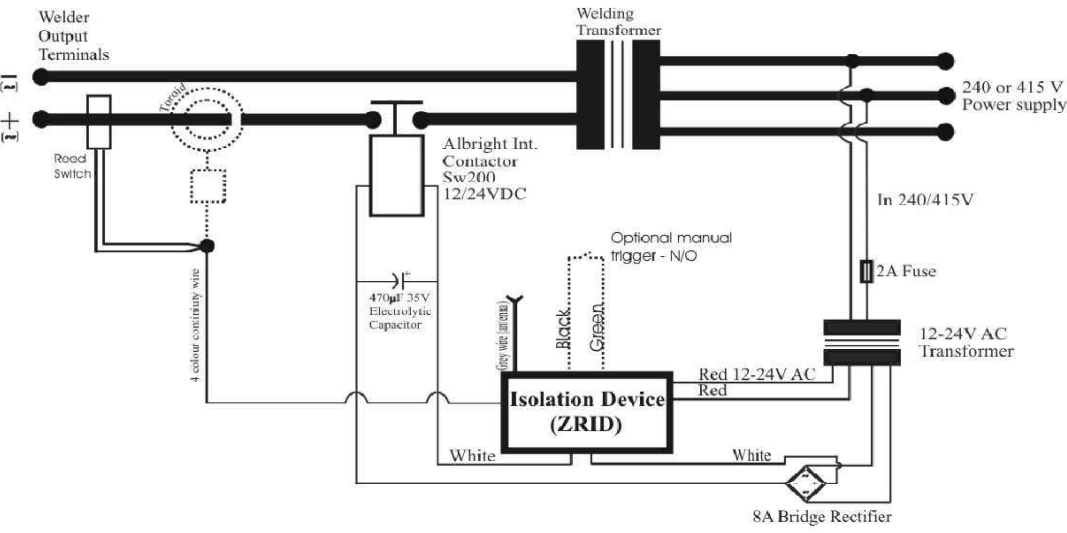 Welder
Output
Terminals
Welding
Transformer
–
(~)
+
(~)
Toroid
240 or 415 V
Power supply
Reed
Switch
Albright Int.
Contactor
Sw200
12/24VDC
In 240/415V
Optional manual
trigger - N/O
2A Fuse
+
470µF 35V
Electrolytic
Capacitor
4 colour continiuty wire
Grey wire (antenna)
Black
Green
12-24V AC
Transformer
Red 12-24V AC
Red
Isolation Device
(ZRID)
White
White
8A Bridge Rectifier